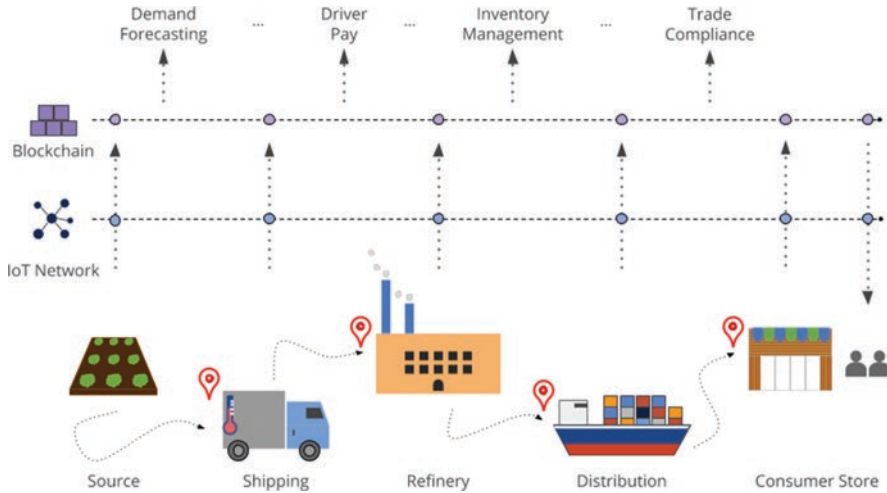 Demand Forecasting
...
Driver Pay
...
Inventory Management
...
Trade Compliance
Blockchain
IoT Network
Source
Shipping
Refinery
Distribution
Consumer Store